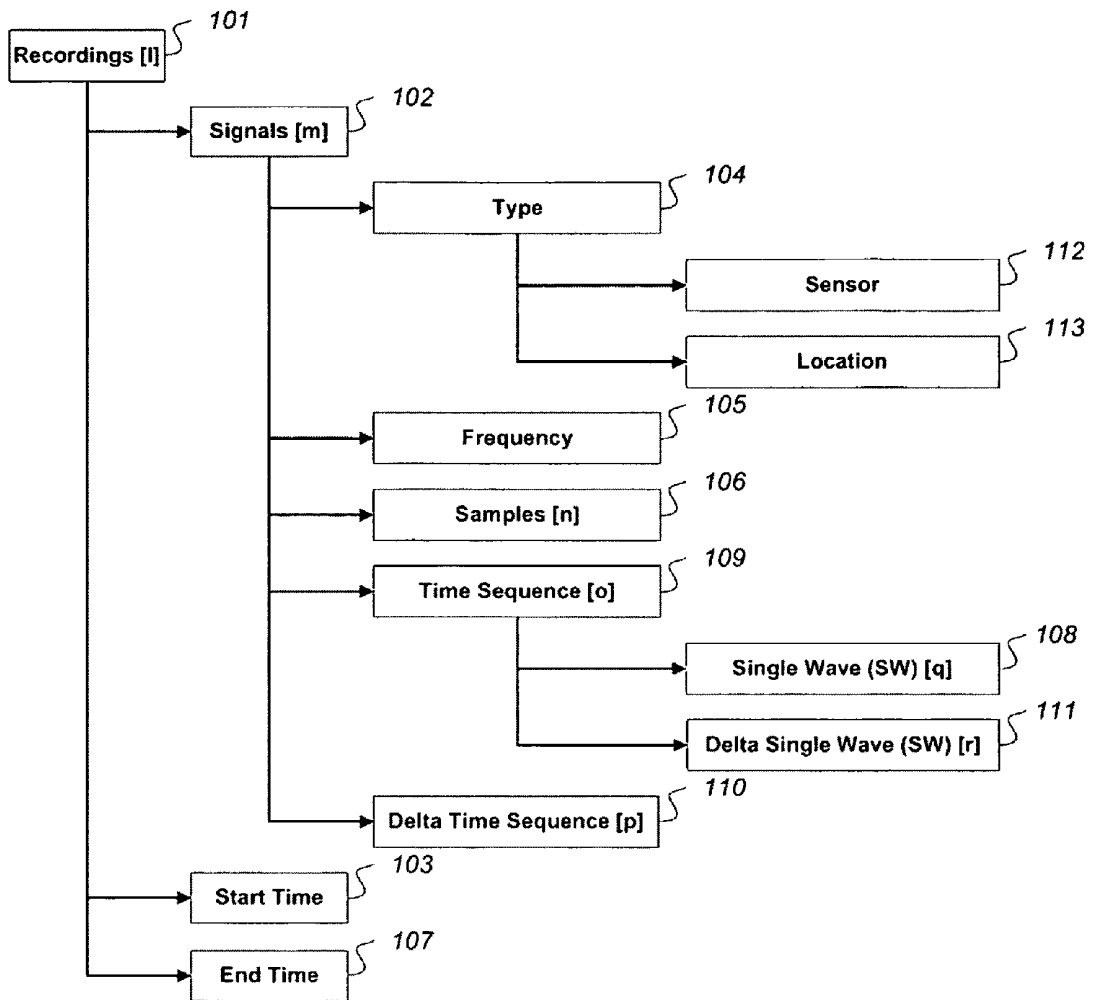 101
Recordings [l]
102
Signals [m]
104
Type
112
Sensor
113
Location
105
Frequency
106
Samples [n]
109
Time Sequence [o]
108
Single Wave (SW) [q]
111
Delta Single Wave (SW) [r]
110
Delta Time Sequence [p]
103
Start Time
107
End Time